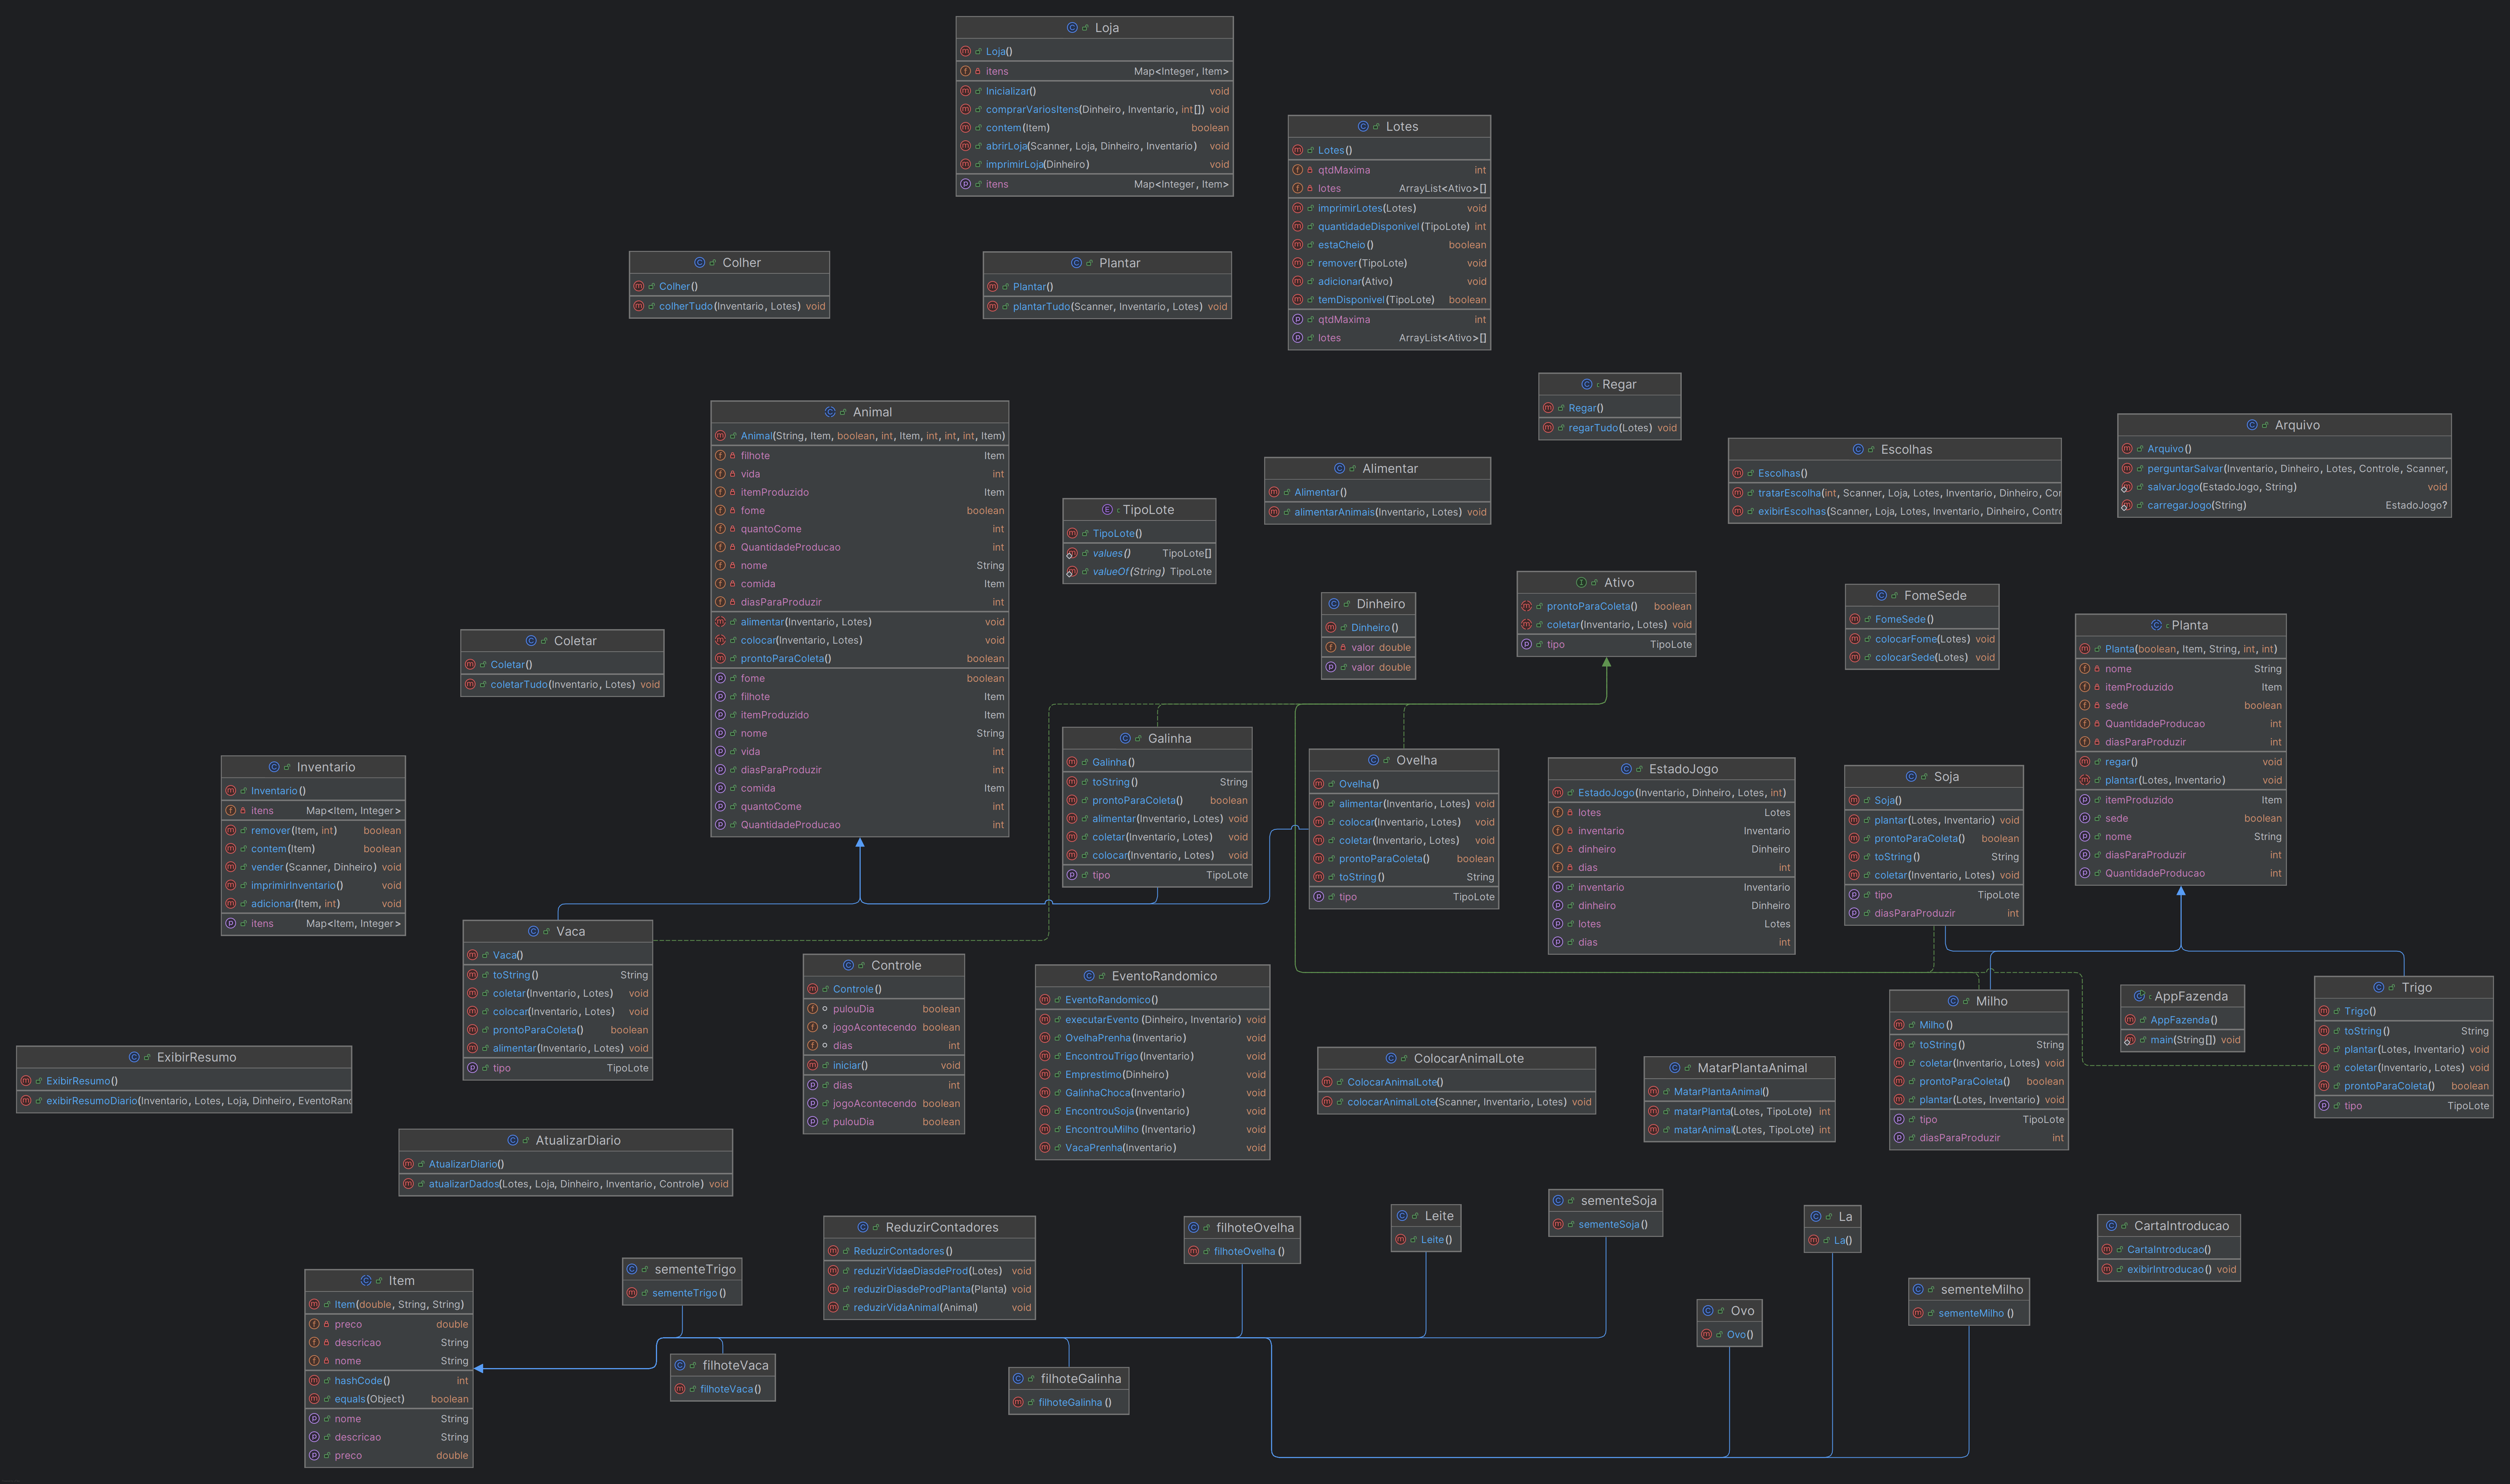 Loja
Loja()
itens Map<Integer, Item>
Inicializar() void
comprarVariosItens(Dinheiro, Inventario, int[]) void
contem(Item) boolean
abrirLoja(Scanner, Loja, Dinheiro, Inventario) void
imprimirLoja(Dinheiro) void
itens Map<Integer, Item>
Lotes
Lotes()
qtdMaxima int
lotes ArrayList<Ativo>[]
imprimirLotes(Lotes) void
quantidadeDisponivel(TipoLote) int
estaCheio() boolean
remover(TipoLote) void
adicionar(Ativo) void
temDisponivel(TipoLote) boolean
qtdMaxima int
lotes ArrayList<Ativo>[]
Colher
Colher()
colherTudo(Inventario, Lotes) void
Plantar
Plantar()
plantarTudo(Scanner, Inventario, Lotes) void
Regar
Regar()
regarTudo(Lotes) void
Animal
Animal(String, Item, boolean, int, Item, int, int, int, Item)
filhote Item
vida int
itemProduzido Item
fome boolean
quantoCome int
QuantidadeProducao int
nome String
comida Item
diasParaProduzir int
alimentar(Inventario, Lotes) void
colocar(Inventario, Lotes) void
prontoParaColeta() boolean
fome boolean
filhote Item
itemProduzido Item
nome String
vida int
diasParaProduzir int
comida Item
quantoCome int
QuantidadeProducao int
Arquivo
Arquivo()
perguntarSalvar(Inventario, Dinheiro, Lotes, Controle, Scanner,
salvarJogo(EstadoJogo, String) void
carregarJogo(String) EstadoJogo?
Escolhas
Escolhas()
tratarEscolha(int, Scanner, Loja, Lotes, Inventario, Dinheiro, Cor
exibirEscolhas(Scanner, Loja, Lotes, Inventario, Dinheiro, Contro
Alimentar
Alimentar()
alimentarAnimais(Inventario, Lotes) void
TipoLote
TipoLote()
values() TipoLote[]
valueOf(String) TipoLote
Ativo
prontoParaColeta() boolean
coletar(Inventario, Lotes) void
tipo TipoLote
Dinheiro
Dinheiro()
valor double
valor double
FomeSede
FomeSede()
colocarFome(Lotes) void
colocarSede(Lotes) void
Planta
Planta(boolean, Item, String, int, int)
nome String
itemProduzido Item
sede boolean
QuantidadeProducao int
diasParaProduzir int
regar() void
plantar(Lotes, Inventario) void
itemProduzido Item
sede boolean
nome String
diasParaProduzir int
QuantidadeProducao int
Coletar
Coletar()
coletarTudo(Inventario, Lotes) void
Galinha
Galinha()
toString() String
prontoParaColeta() boolean
alimentar(Inventario, Lotes) void
coletar(Inventario, Lotes) void
colocar(Inventario, Lotes) void
tipo TipoLote
Ovelha
Ovelha()
alimentar(Inventario, Lotes) void
colocar(Inventario, Lotes) void
coletar(Inventario, Lotes) void
prontoParaColeta() boolean
toString() String
tipo TipoLote
Inventario
Inventario()
itens Map<Item, Integer>
remover(Item, int) boolean
contem(Item) boolean
vender(Scanner, Dinheiro) void
imprimirInventario() void
adicionar(Item, int) void
itens Map<Item, Integer>
EstadoJogo
EstadoJogo(Inventario, Dinheiro, Lotes, int)
lotes Lotes
inventario Inventario
dinheiro Dinheiro
dias int
inventario Inventario
dinheiro Dinheiro
lotes Lotes
dias int
Soja
Soja()
plantar(Lotes, Inventario) void
prontoParaColeta() boolean
toString() String
coletar(Inventario, Lotes) void
tipo TipoLote
diasParaProduzir int
Vaca
Vaca()
toString() String
coletar(Inventario, Lotes) void
colocar(Inventario, Lotes) void
prontoParaColeta() boolean
alimentar(Inventario, Lotes) void
tipo TipoLote
Controle
Controle()
pulouDia boolean
jogoAcontecendo boolean
dias int
iniciar() void
dias int
jogoAcontecendo boolean
pulouDia boolean
EventoRandomico
EventoRandomico()
executarEvento(Dinheiro, Inventario) void
OvelhaPrenha(Inventario) void
EncontrouTrigo(Inventario) void
Emprestimo(Dinheiro) void
GalinhaChoca(Inventario) void
EncontrouSoja(Inventario) void
EncontrouMilho(Inventario) void
VacaPrenha(Inventario) void
Milho
Milho()
toString() String
coletar(Inventario, Lotes) void
prontoParaColeta() boolean
plantar(Lotes, Inventario) void
tipo TipoLote
diasParaProduzir int
AppFazenda
AppFazenda()
main(String[]) void
Trigo
Trigo()
toString() String
plantar(Lotes, Inventario) void
coletar(Inventario, Lotes) void
prontoParaColeta() boolean
tipo TipoLote
ExibirResumo
ExibirResumo()
exibirResumoDiario(Inventario, Lotes, Loja, Dinheiro, EventoRand
ColocarAnimalLote
ColocarAnimalLote()
colocarAnimalLote(Scanner, Inventario, Lotes) void
MatarPlantaAnimal
MatarPlantaAnimal()
matarPlanta(Lotes, TipoLote) int
matarAnimal(Lotes, TipoLote) int
AtualizarDiario
AtualizarDiario()
atualizarDados(Lotes, Loja, Dinheiro, Inventario, Controle) void
ReduzirContadores
ReduzirContadores()
reduzirVidaeDiasdeProd(Lotes) void
reduzirDiasdeProdPlanta(Planta) void
reduzirVidaAnimal(Animal) void
filhoteOvelha
filhoteOvelha()
Leite
Leite()
sementeSoja
sementeSoja()
La
La()
CartaIntroducao
CartaIntroducao()
exibirIntroducao() void
Item
Item(double, String, String)
preco double
descricao String
nome String
hashCode() int
equals(Object) boolean
nome String
descricao String
preco double
sementeTrigo
sementeTrigo()
sementeMilho
sementeMilho()
Ovo
Ovo()
filhoteVaca
filhoteVaca()
filhoteGalinha
filhoteGalinha()